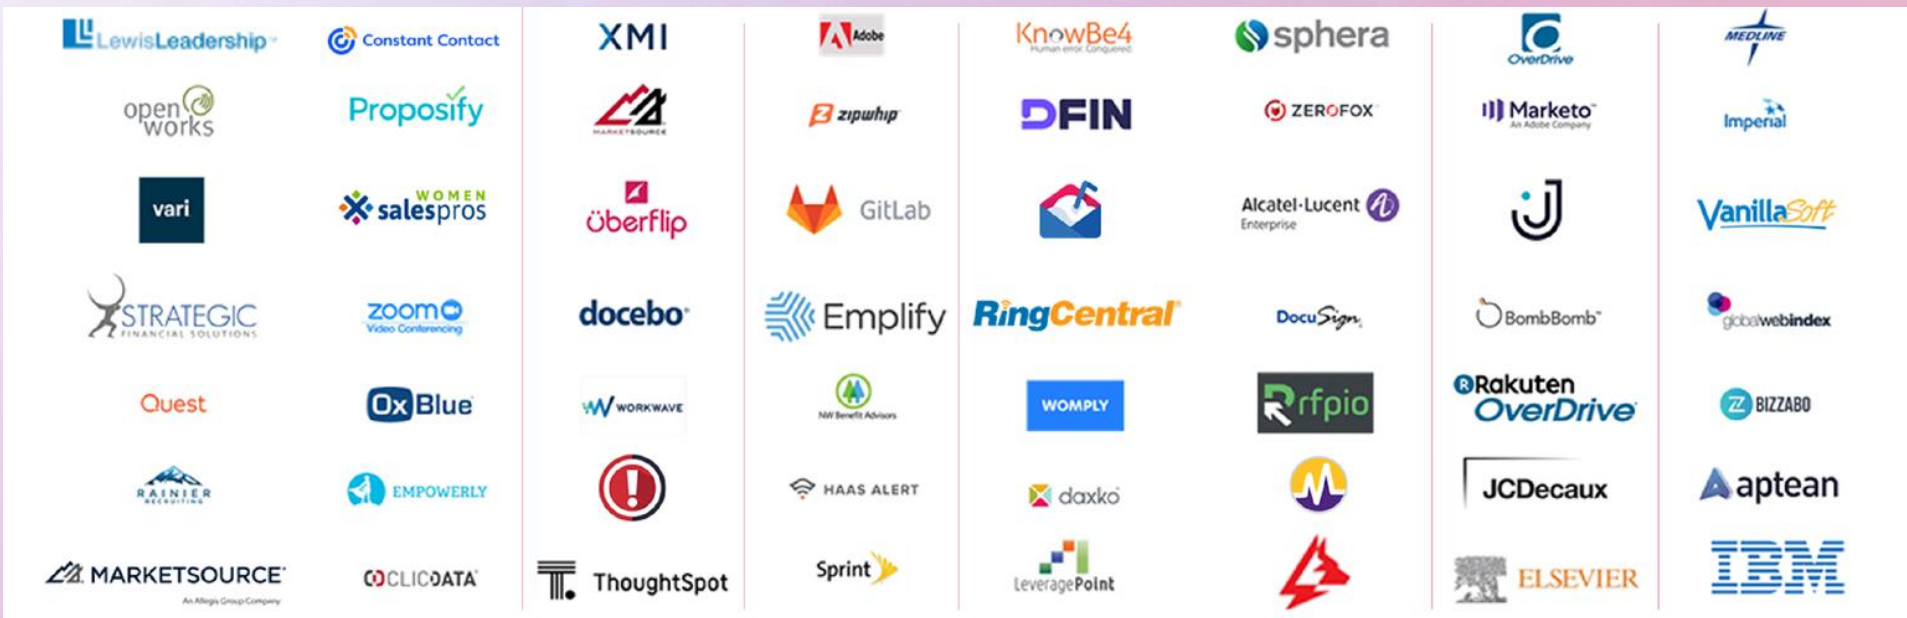 LewisLeadership
Constant Contact
XMI
Adobe
KnowBe4
Human error. Conquered.
sphera
OverDrive
MEDLINE
open
works
Proposify
MARKETSOURCE
zipwhip
DFIN
ZEROFOX
Marketo™
An Adobe Company
Imperial
vari
WOMEN
salespros
überflip
GitLab
Alcatel·Lucent
Enterprise
J
VanillaSoft
STRATEGIC
FINANCIAL SOLUTIONS
zoom
Video Conferencing
docebo®
Emplify
RingCentral®
DocuSign
BombBomb™
globalwebindex
Quest
OxBlue
WORKWAVE
NW Benefit Advisors
WOMPLY
rfpio
R Rakuten
OverDrive
BIZZABO
RAINIER
RECRUITING
EMPOWERLY
!
HAAS ALERT
daxko
JCDecaux
aptean
MARKETSOURCE®
An Allegis Group Company
CLICDATA
T. ThoughtSpot
Sprint
LeveragePoint
ELSEVIER
IBM